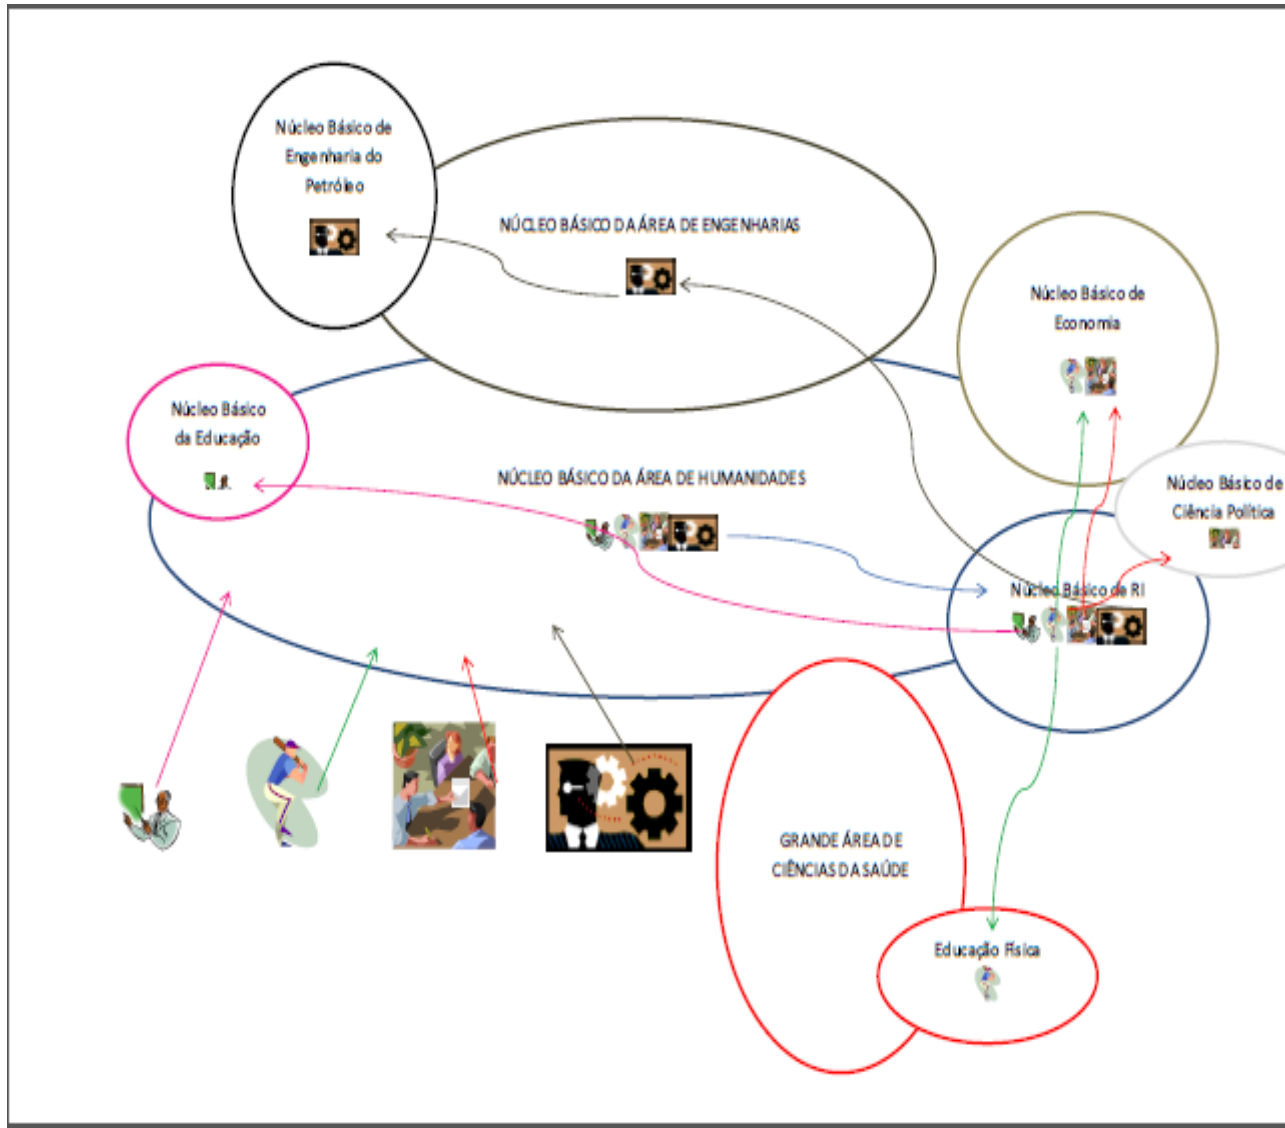 Núcleo Básico de
Engenharia do
Petróleo
NÚCLEO BÁSICO DA ÁREA DE ENGENHARIAS
Núcleo Básico de
Economia
Núcleo Básico
da Educação
NÚCLEO BÁSICO DA ÁREA DE HUMANIDADES
Núcleo Básico de
Ciência Política
Núcleo Básico de RI
GRANDE ÁREA DE
CIÊNCIAS DA SAÚDE
Educação Física